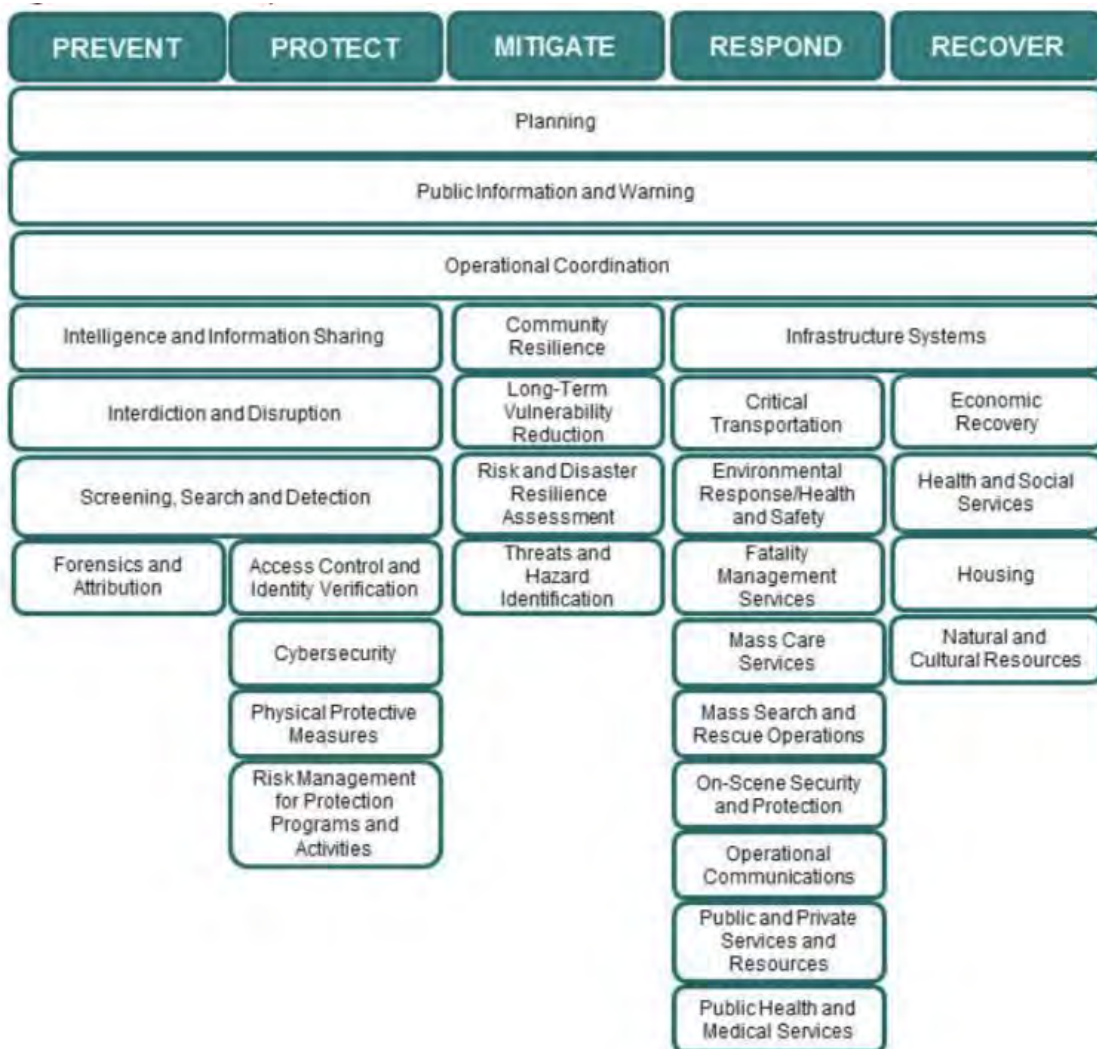 PREVENT PROTECT MITIGATE RESPOND RECOVER
Planning
Public Information and Warning
Operational Coordination
Intelligence and Information Sharing
Community
Resilience
Infrastructure Systems
Interdiction and Disruption
Long-Term
Vulnerability
Reduction
Critical
Transportation
Economic
Recovery
Screening, Search and Detection
Risk and Disaster
Resilience
Assessment
Environmental
Response/Health
and Safety
Health and Social
Services
Forensics and
Attribution
Access Control and
Identity Verification
Threats and
Hazard
Identification
Fatality
Management
Services
Housing
Cybersecurity
Mass Care
Services
Natural and
Cultural Resources
Physical Protective
Measures
Mass Search and
Rescue Operations
Risk Management
for Protection
Programs and
Activities
On-Scene Security
and Protection
Operational
Communications
Public and Private
Services and
Resources
Public Health and
Medical Services